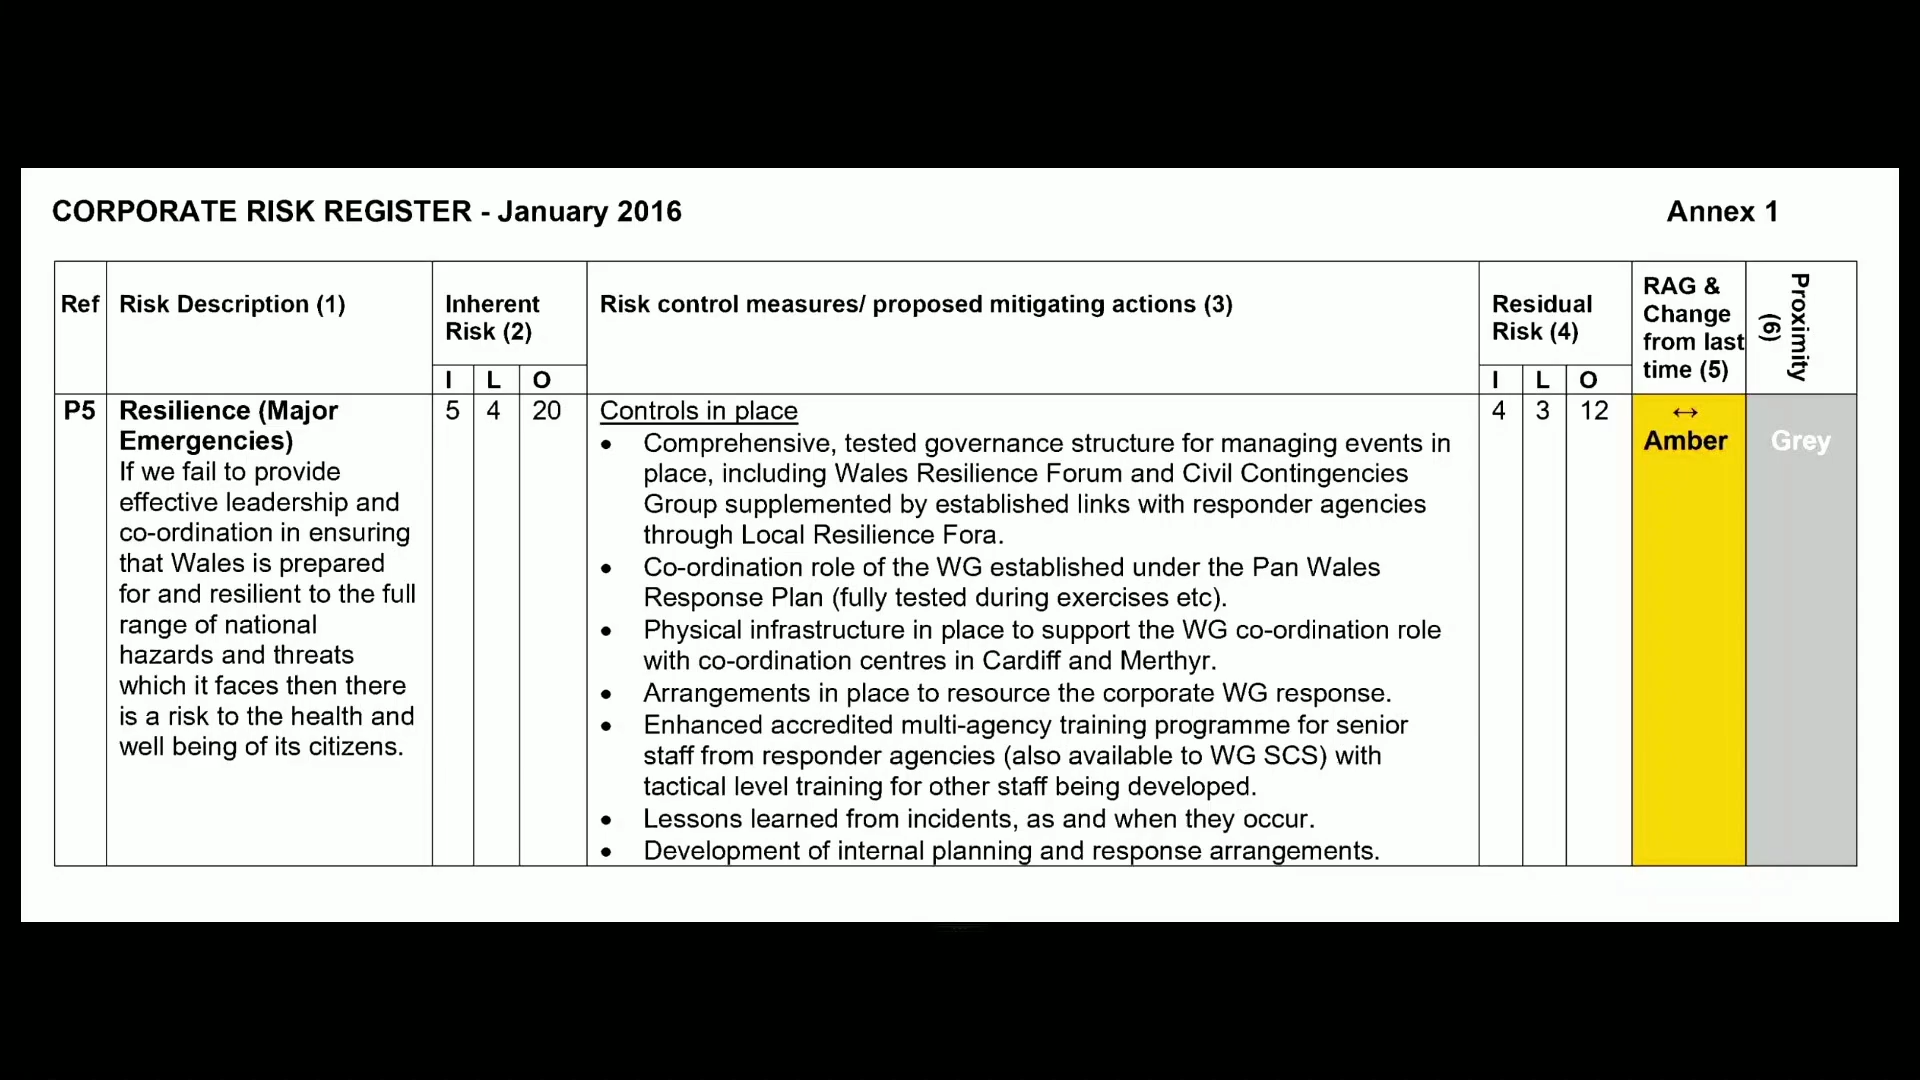 CORPORATE RISK REGISTER - January 2016
Annex 1
Ref
Risk Description (1)
Inherent
Risk (2)
I
L
O
Risk control measures/ proposed mitigating actions (3)
Residual
Risk (4)
I
L
O
RAG &
Change
from last
time (5)
Proximity
(6)
P5
Resilience (Major
Emergencies)
If we fail to provide
effective leadership and
co-ordination in ensuring
that Wales is prepared
for and resilient to the full
range of national
hazards and threats
which it faces then there
is a risk to the health and
well being of its citizens.
5
4
20
Controls in place
• Comprehensive, tested governance structure for managing events in
place, including Wales Resilience Forum and Civil Contingencies
Group supplemented by established links with responder agencies
through Local Resilience Fora.
• Co-ordination role of the WG established under the Pan Wales
Response Plan (fully tested during exercises etc).
• Physical infrastructure in place to support the WG co-ordination role
with co-ordination centres in Cardiff and Merthyr.
• Arrangements in place to resource the corporate WG response.
• Enhanced accredited multi-agency training programme for senior
staff from responder agencies (also available to WG SCS) with
tactical level training for other staff being developed.
• Lessons learned from incidents, as and when they occur.
• Development of internal planning and response arrangements.
4
3
12
↔
Amber
Grey